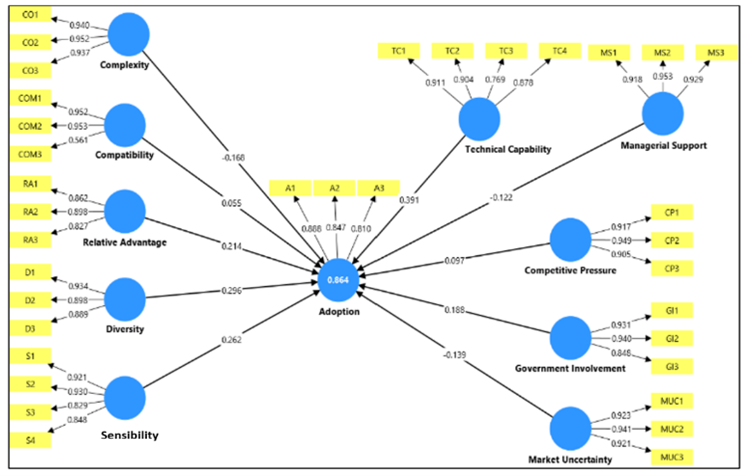 CO1
0.940
CO2
0.952
CO3
0.937
Complexity
COM1
0.952
COM2
0.953
COM3
0.561
Compatibility
RA1
0.862
RA2
0.898
RA3
0.827
Relative Advantage
D1
0.934
D2
0.898
D3
0.889
Diversity
S1
0.921
S2
0.930
S3
0.829
S4
0.848
Sensibility
-0.168
0.055
0.214
0.296
0.262
A1 A2 A3
0.888 0.847 0.810
0.864
Adoption
TC1 TC2 TC3 TC4
0.911 0.904 0.769 0.878
Technical Capability
0.391
MS1 MS2 MS3
0.918 0.953 0.929
Managerial Support
-0.122
CP1
0.917
CP2
0.949
CP3
0.905
Competitive Pressure
0.097
GI1
0.931
GI2
0.940
GI3
0.848
Government Involvement
0.188
MUC1
0.923
MUC2
0.941
MUC3
0.921
Market Uncertainty
-0.139